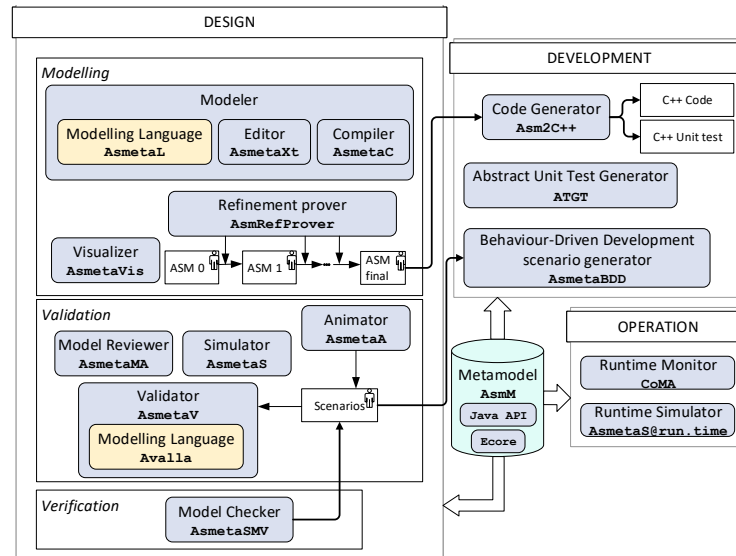 DESIGN
Modelling
Modeler
Modelling Language
AsmetaL
Editor
AsmetaXt
Compiler
AsmetaC
Refinement prover
AsmRefProver
Visualizer
AsmetaVis
ASM 0
ASM 1
ASM
final
Validation
Model Reviewer
AsmetaMA
Simulator
AsmetaS
Animator
AsmetaA
Validator
AsmetaV
Modelling Language
Avalla
Scenarios
Verification
Model Checker
AsmetaSMV
DEVELOPMENT
Code Generator
Asm2C++
C++ Code
C++ Unit test
Abstract Unit Test Generator
ATGT
Behaviour-Driven Development
scenario generator
AsmetaBDD
Metamodel
AsmM
Java API
Ecore
OPERATION
Runtime Monitor
CoMA
Runtime Simulator
AsmetaS@run.time